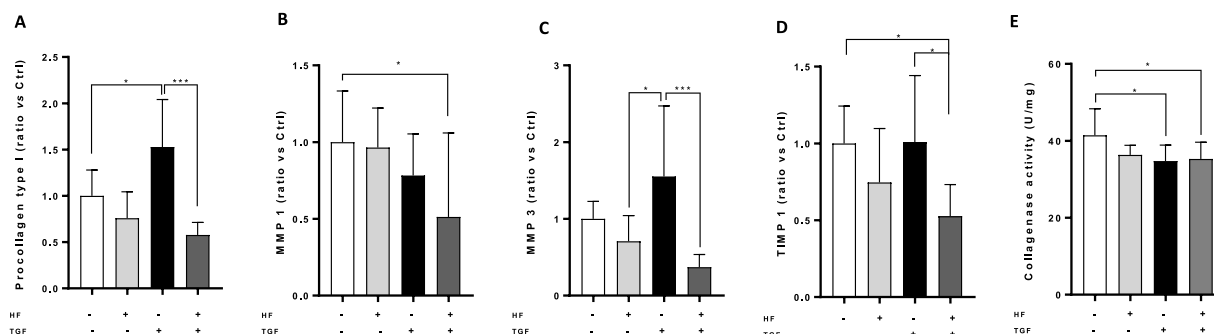 A
Procollagen type I (ratio vs Ctrl)
2.5
2.0
1.5
1.0
0.5
0.0
*
***
HF - + - +
TGF - - + +
B
MMP 1 (ratio vs Ctrl)
1.5
1.0
0.5
0.0
*
HF - + - +
TGF - - + +
C
MMP 3 (ratio vs Ctrl)
3
2
1
0
*
***
HF - + - +
TGF - - + +
D
TIMP 1 (ratio vs Ctrl)
1.5
1.0
0.5
0.0
*
*
HF - + - +
TGF - - + +
E
Collagenase activity (U/mg)
60
40
20
0
*
*
HF - + - +
TGF - - + +